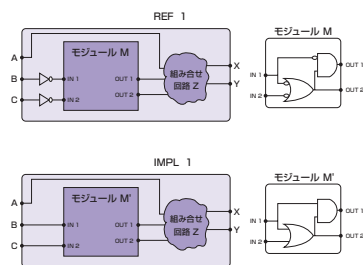 REF 1
モジュール M
A
B
C
IN 1
IN 2
OUT 1
OUT 2
組み合せ
回路 Z
X
Y
モジュール M
IN 1
IN 2
OUT 1
OUT 2
IMPL 1
モジュール M'
A
B
C
IN 1
IN 2
OUT 1
OUT 2
組み合せ
回路 Z
X
Y
モジュール M'
IN 1
IN 2
OUT 1
OUT 2